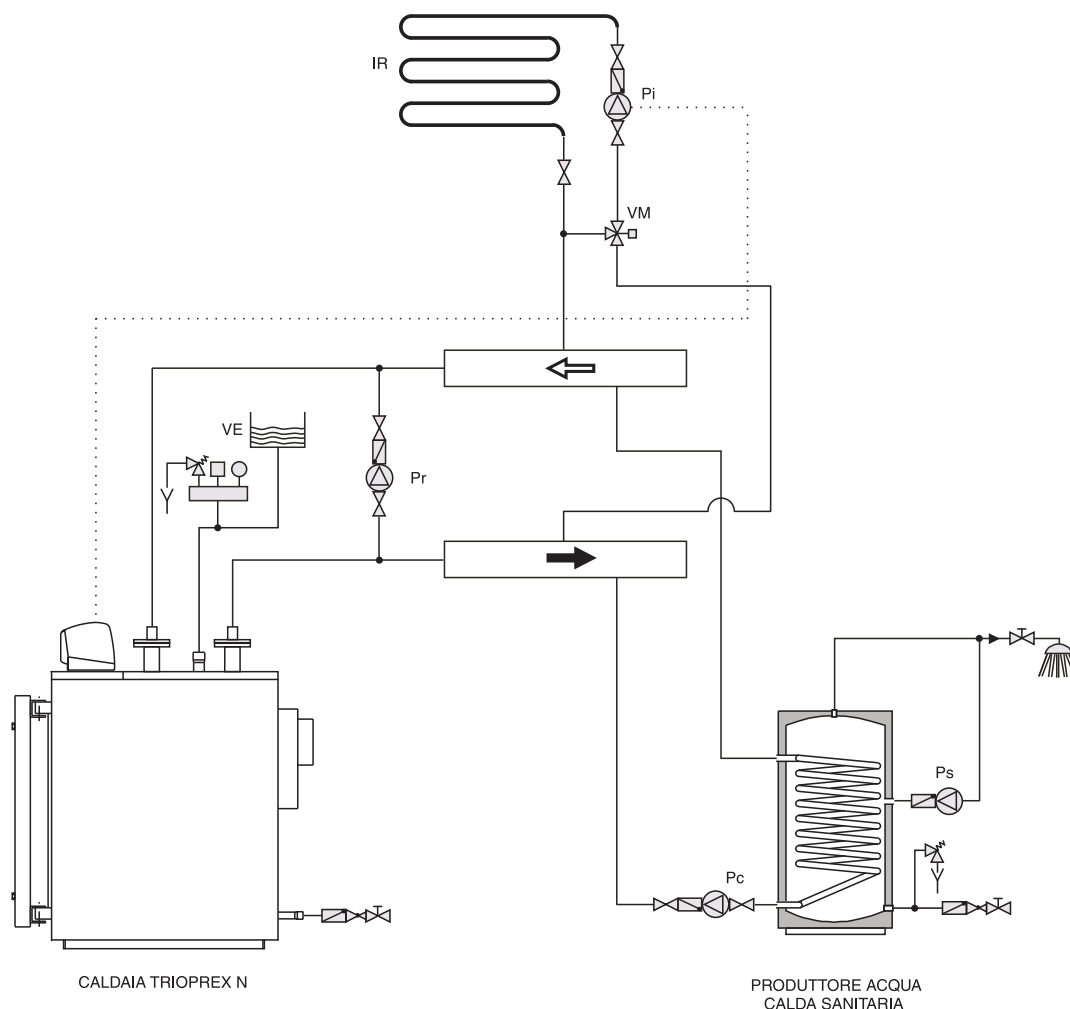 IR
Pi
VM
VE
Pr
Ps
Pc
CALDAIA TRIOPREX N
PRODUTTORE ACQUA
CALDA SANITARIA